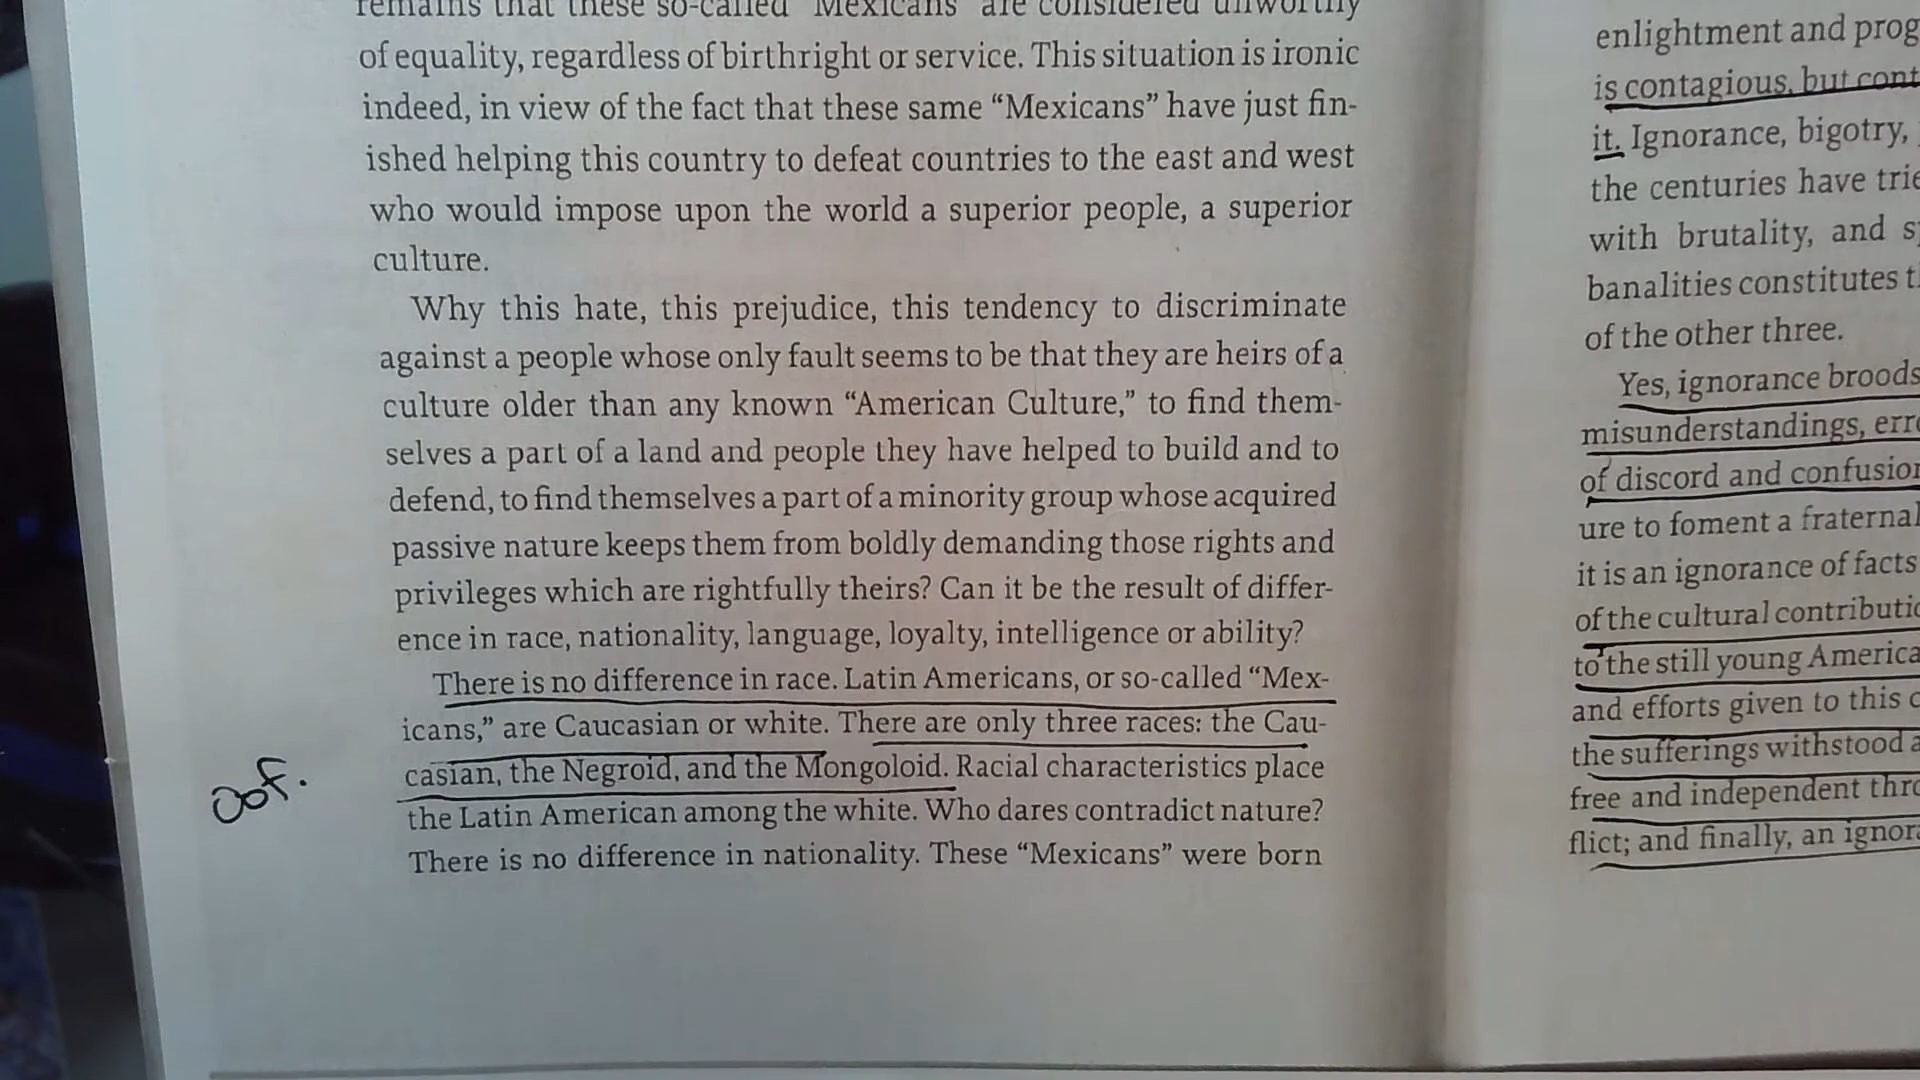 remains that these so-called "Mexicans" are considered unworthy
of equality, regardless of birthright or service. This situation is ironic
indeed, in view of the fact that these same “Mexicans” have just fin-
ished helping this country to defeat countries to the east and west
who would impose upon the world a superior people, a superior
culture.
Why this hate, this prejudice, this tendency to discriminate
against a people whose only fault seems to be that they are heirs of a
culture older than any known “American Culture,” to find them-
selves a part of a land and people they have helped to build and to
defend, to find themselves a part of a minority group whose acquired
passive nature keeps them from boldly demanding those rights and
privileges which are rightfully theirs? Can it be the result of differ-
ence in race, nationality, language, loyalty, intelligence or ability?
There is no difference in race. Latin Americans, or so-called “Mex-
icans,” are Caucasian or white. There are only three races: the Cau-
casian, the Negroid, and the Mongoloid. Racial characteristics place
the Latin American among the white. Who dares contradict nature?
There is no difference in nationality. These “Mexicans” were born
oof.
enlightment and prog
is contagious, but cont
it. Ignorance, bigotry,
the centuries have trie
with brutality, and s
banalities constitutes t
of the other three.
Yes, ignorance broods
misunderstandings, erro
of discord and confusion
ure to foment a fraternal
it is an ignorance of facts
of the cultural contributio
to the still young America
and efforts given to this c
the sufferings withstood a
free and independent thro
flict; and finally, an ignora